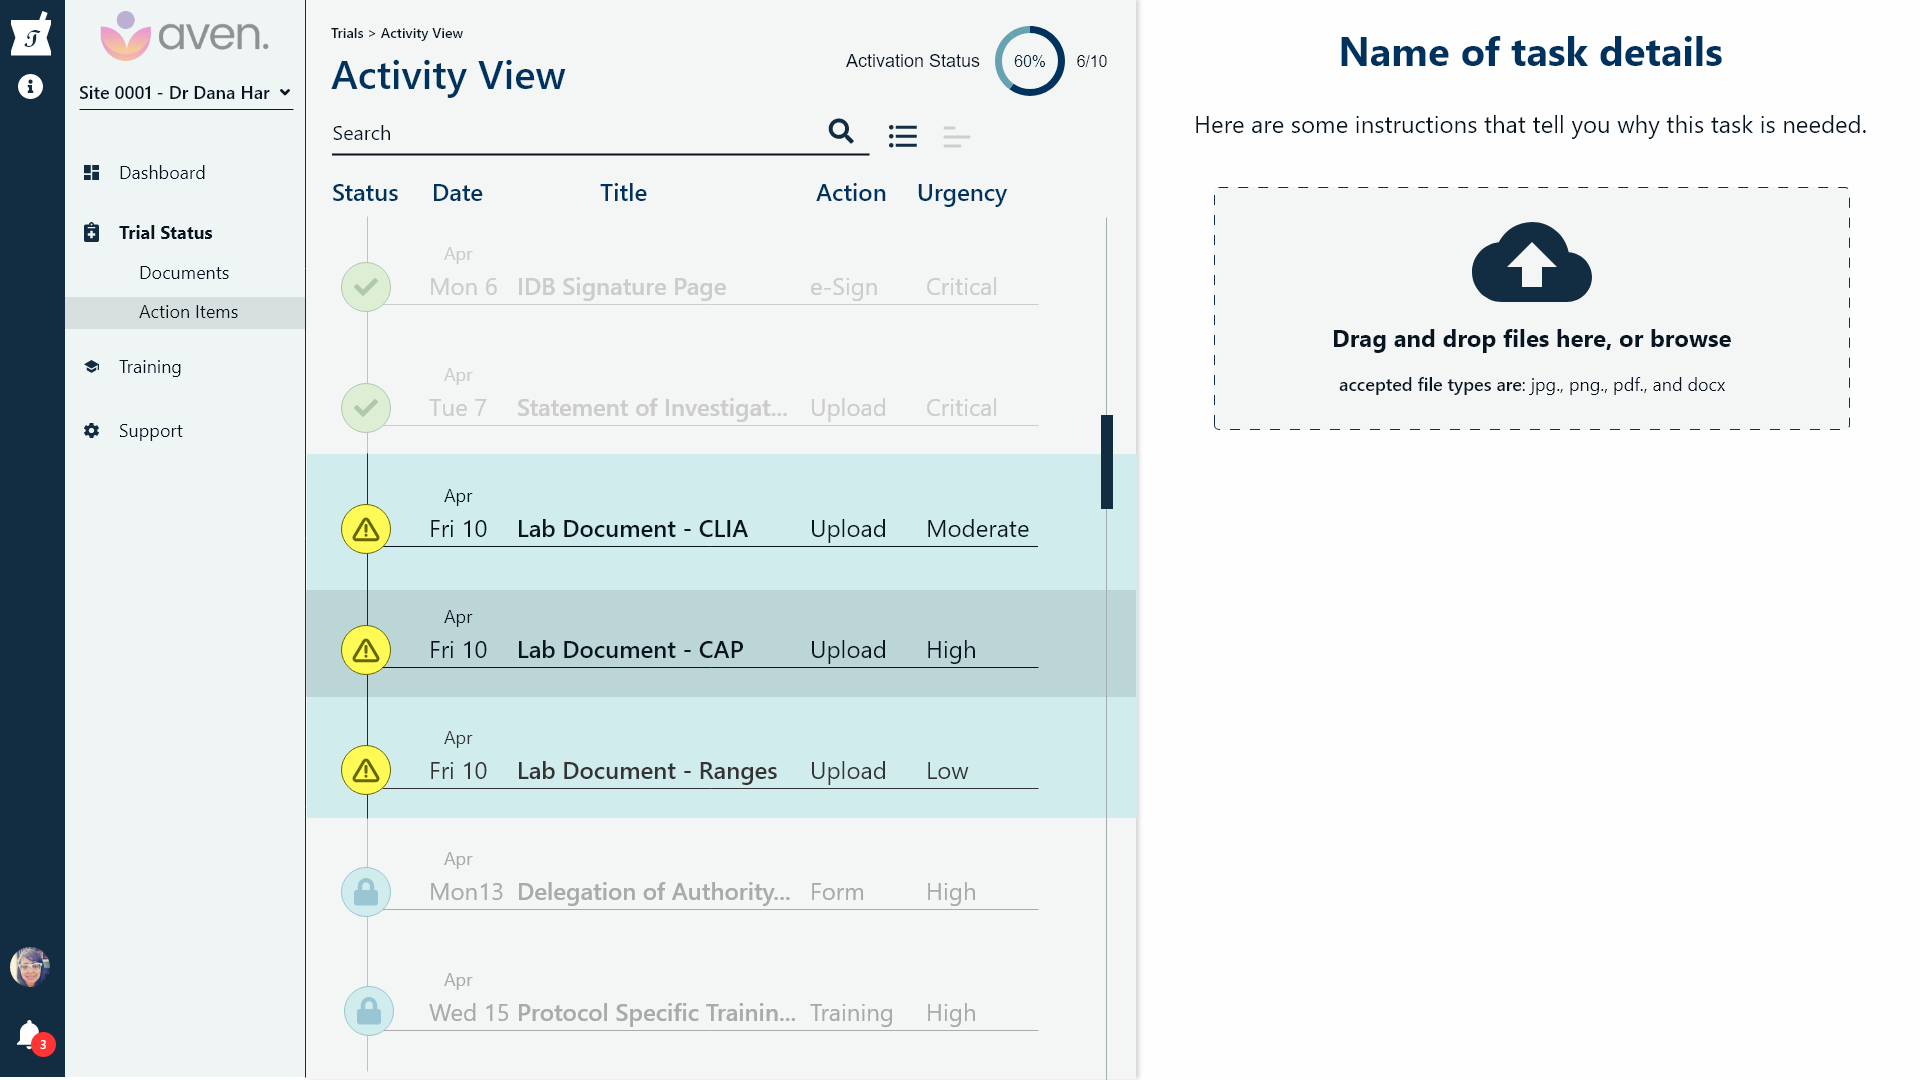 𝒯
aven.
Site 0001 - Dr Dana Har
Dashboard
Trial Status
Documents
Action Items
Training
Support
3
Trials > Activity View
Activity View
Activation Status 60% 6/10
Search
Status Date Title Action Urgency
Apr
Mon 6 IDB Signature Page e-Sign Critical
Apr
Tue 7 Statement of Investigat... Upload Critical
Apr
Fri 10 Lab Document - CLIA Upload Moderate
Apr
Fri 10 Lab Document - CAP Upload High
Apr
Fri 10 Lab Document - Ranges Upload Low
Apr
Mon13 Delegation of Authority... Form High
Apr
Wed 15 Protocol Specific Trainin... Training High
Name of task details
Here are some instructions that tell you why this task is needed.
Drag and drop files here, or browse
accepted file types are: jpg., png., pdf., and docx